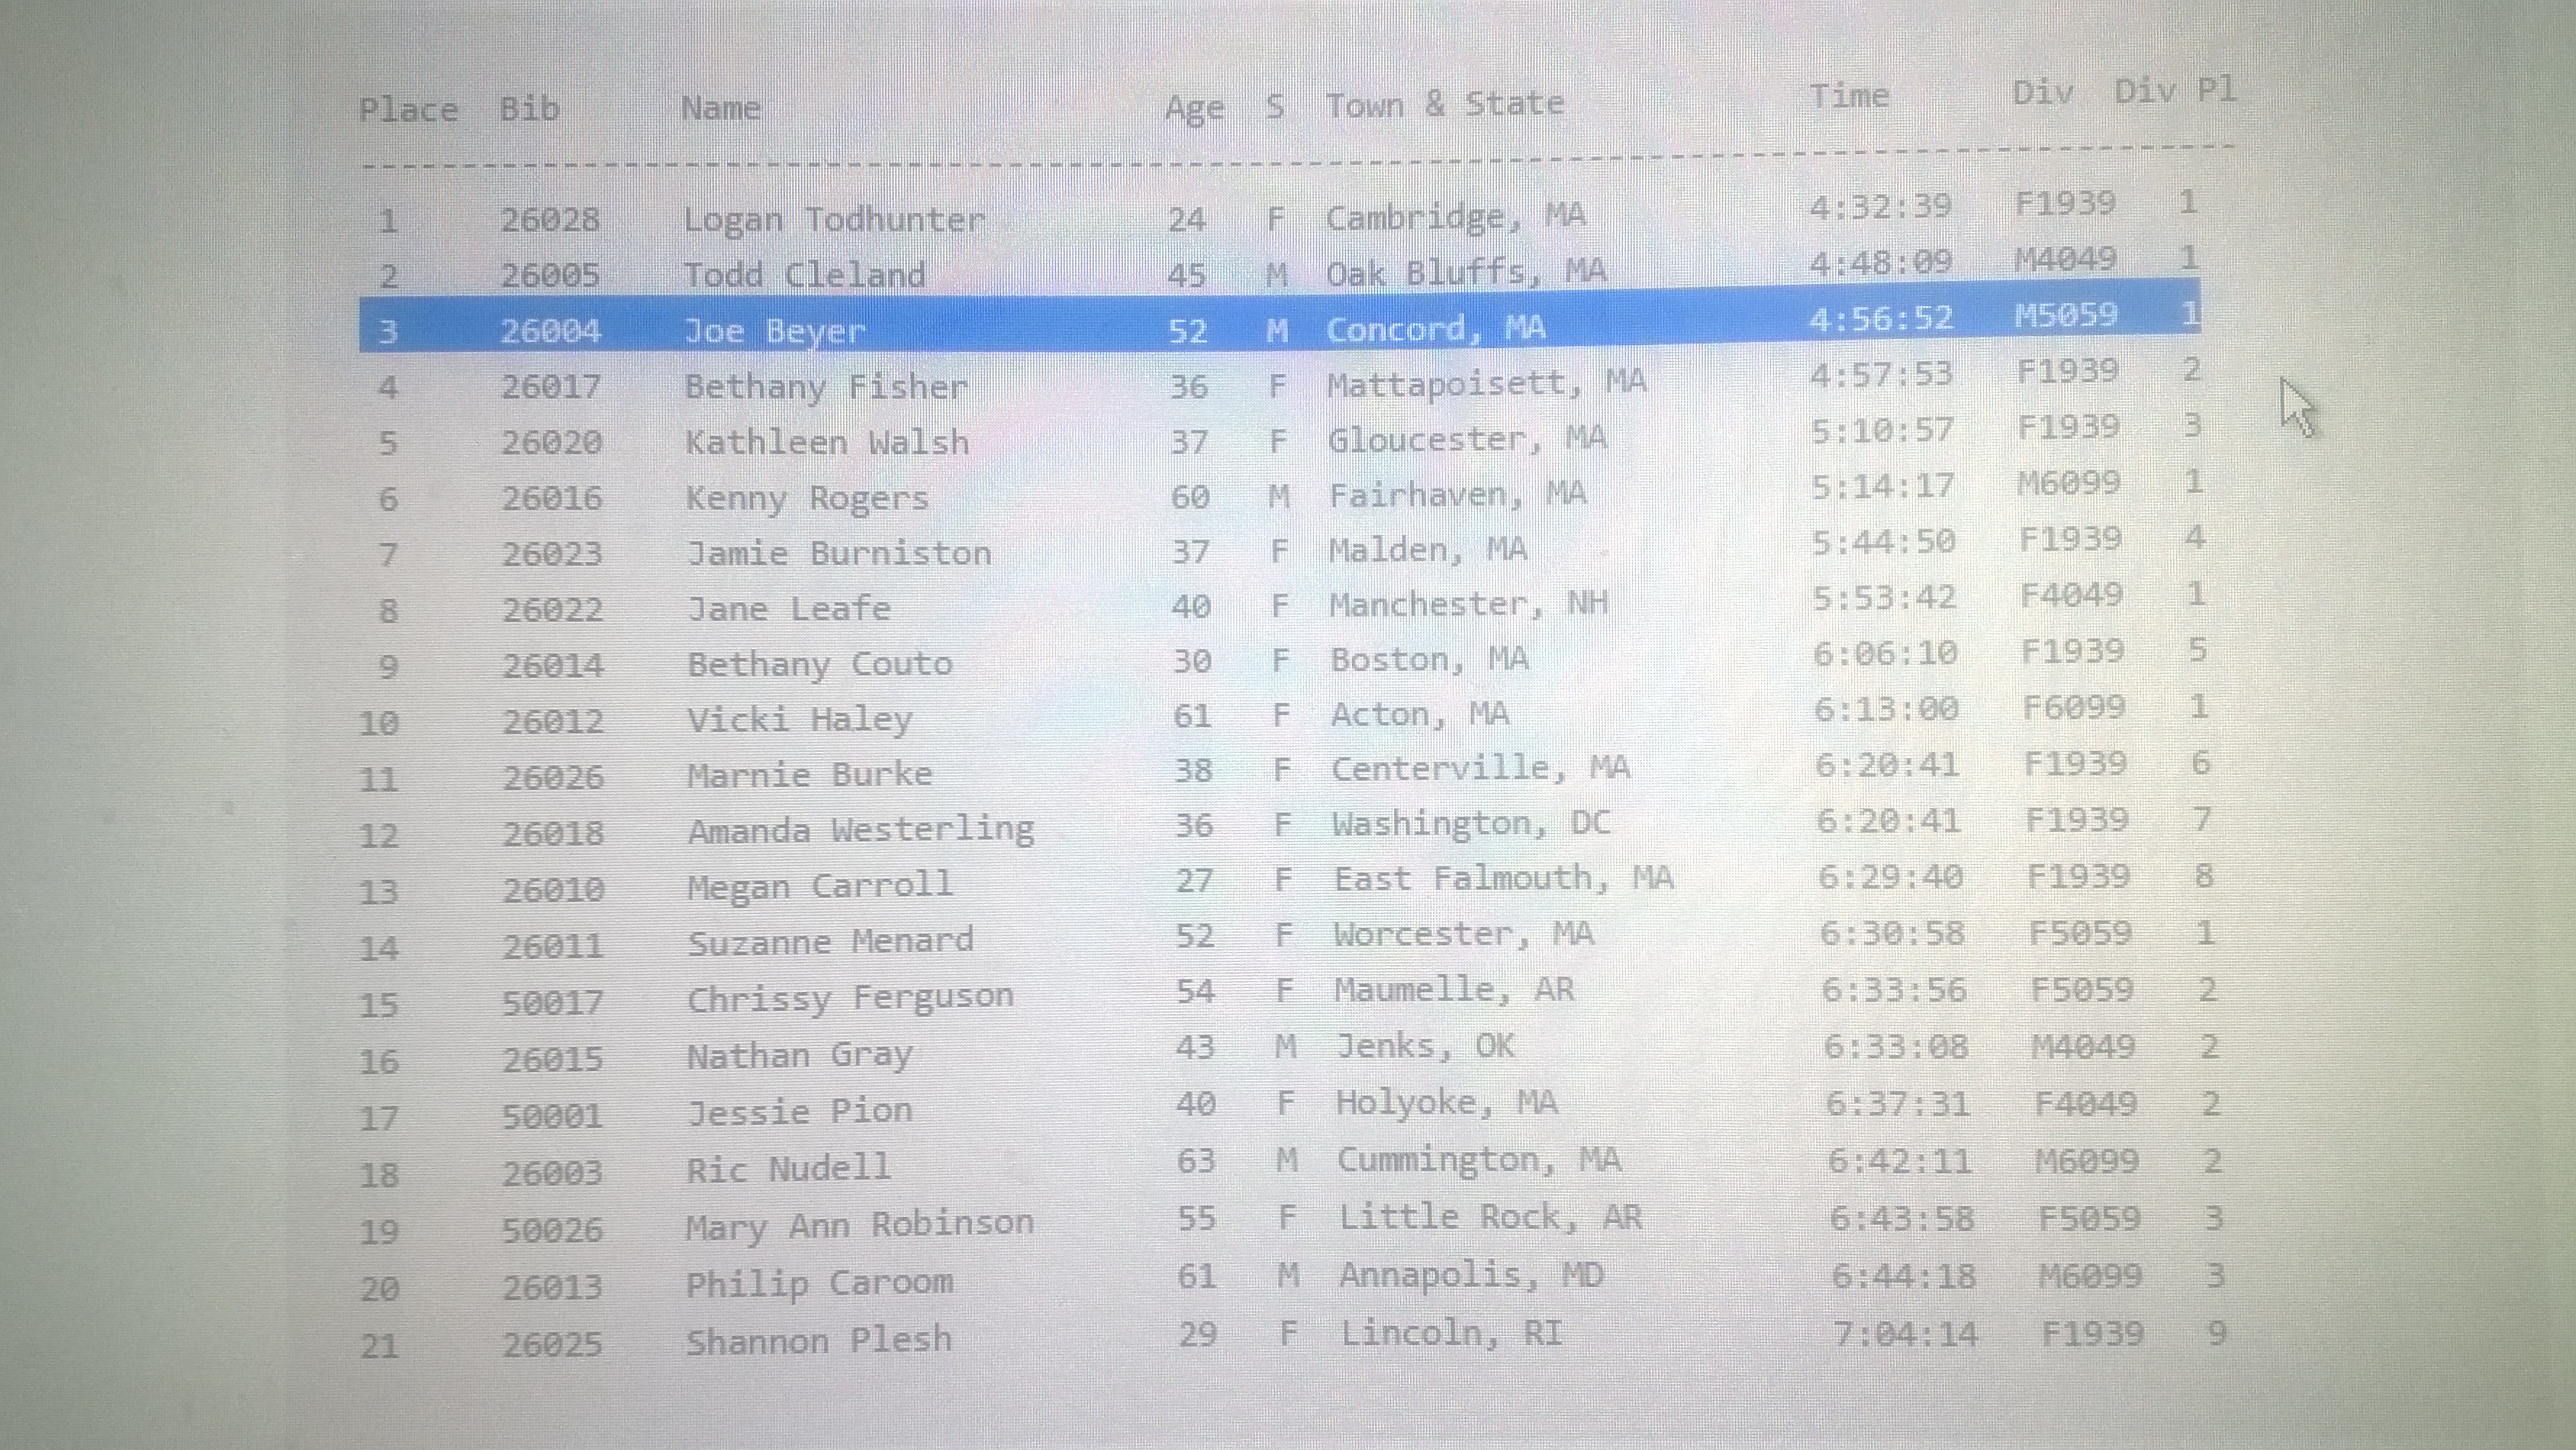 Place Bib Name Age S Town & State Time Div Div Pl
--------------------------------------------------------------------------------------------
1 26028 Logan Todhunter 24 F Cambridge, MA 4:32:39 F1939 1
2 26005 Todd Cleland 45 M Oak Bluffs, MA 4:48:09 M4049 1
3 26004 Joe Beyer 52 M Concord, MA 4:56:52 M5059 1
4 26017 Bethany Fisher 36 F Mattapoisett, MA 4:57:53 F1939 2
5 26020 Kathleen Walsh 37 F Gloucester, MA 5:10:57 F1939 3
6 26016 Kenny Rogers 60 M Fairhaven, MA 5:14:17 M6099 1
7 26023 Jamie Burniston 37 F Malden, MA 5:44:50 F1939 4
8 26022 Jane Leafe 40 F Manchester, NH 5:53:42 F4049 1
9 26014 Bethany Couto 30 F Boston, MA 6:06:10 F1939 5
10 26012 Vicki Haley 61 F Acton, MA 6:13:00 F6099 1
11 26026 Marnie Burke 38 F Centerville, MA 6:20:41 F1939 6
12 26018 Amanda Westerling 36 F Washington, DC 6:20:41 F1939 7
13 26010 Megan Carroll 27 F East Falmouth, MA 6:29:40 F1939 8
14 26011 Suzanne Menard 52 F Worcester, MA 6:30:58 F5059 1
15 50017 Chrissy Ferguson 54 F Maumelle, AR 6:33:56 F5059 2
16 26015 Nathan Gray 43 M Jenks, OK 6:33:08 M4049 2
17 50001 Jessie Pion 40 F Holyoke, MA 6:37:31 F4049 2
18 26003 Ric Nudell 63 M Cummington, MA 6:42:11 M6099 2
19 50026 Mary Ann Robinson 55 F Little Rock, AR 6:43:58 F5059 3
20 26013 Philip Caroom 61 M Annapolis, MD 6:44:18 M6099 3
21 26025 Shannon Plesh 29 F Lincoln, RI 7:04:14 F1939 9